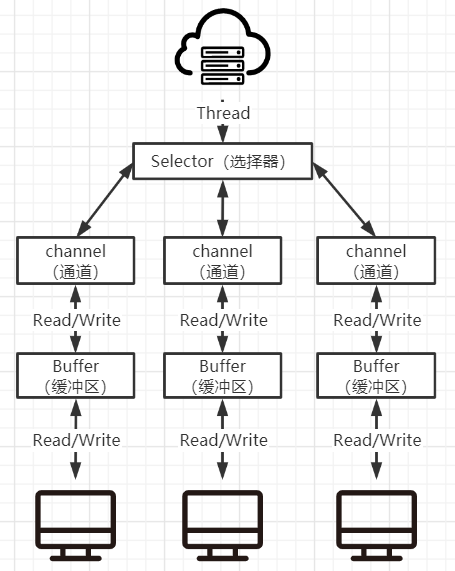 Thread
Selector（选择器）
channel
（通道）
channel
（通道）
channel
（通道）
Read/Write
Read/Write
Read/Write
Buffer
（缓冲区）
Buffer
（缓冲区）
Buffer
（缓冲区）
Read/Write
Read/Write
Read/Write